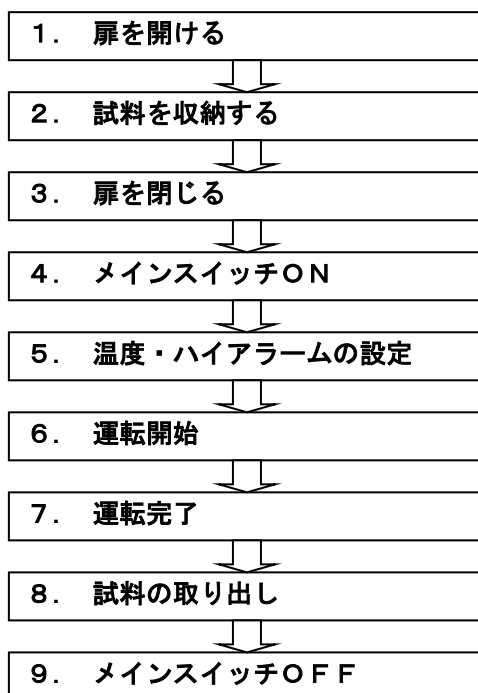 １． 扉を開ける
２． 試料を収納する
３． 扉を閉じる
４． メインスイッチＯＮ
５． 温度・ハイアラームの設定
６． 運転開始
７． 運転完了
８． 試料の取り出し
９． メインスイッチＯＦＦ